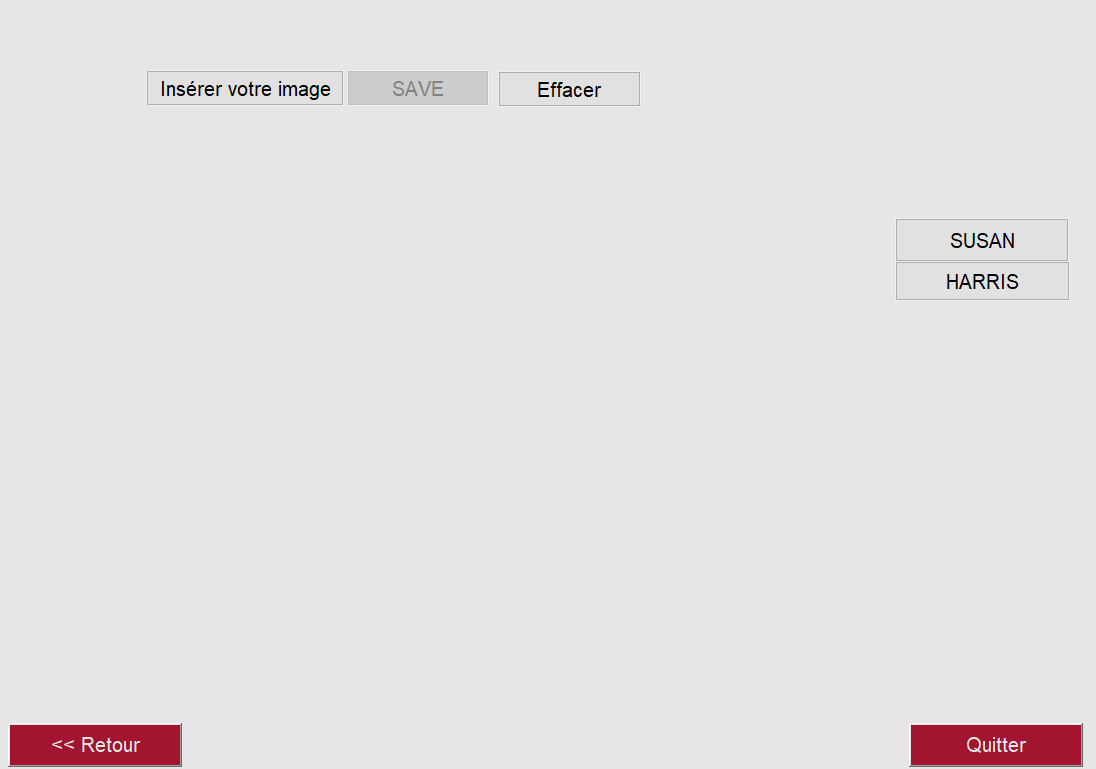 Insérer votre image
SAVE
Effacer
SUSAN
HARRIS
<< Retour
Quitter